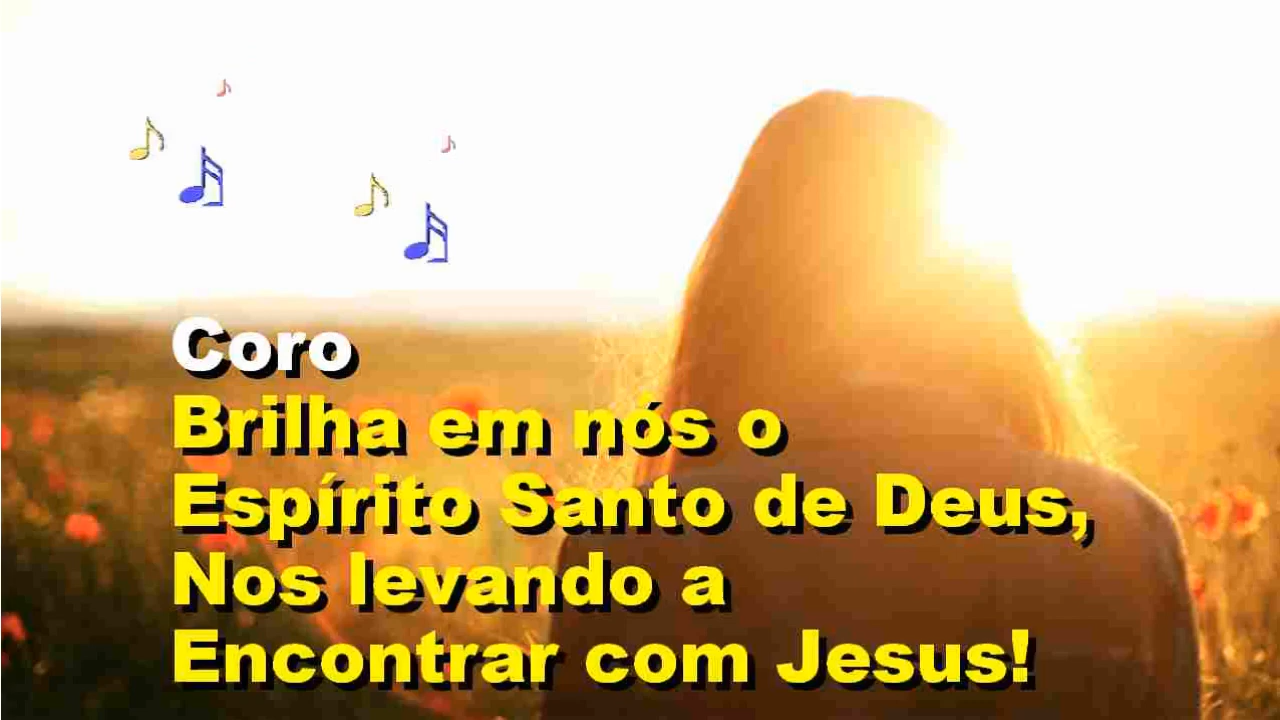 Coro
Brilha em nós o
Espírito Santo de Deus,
Nos levando a
Encontrar com Jesus!